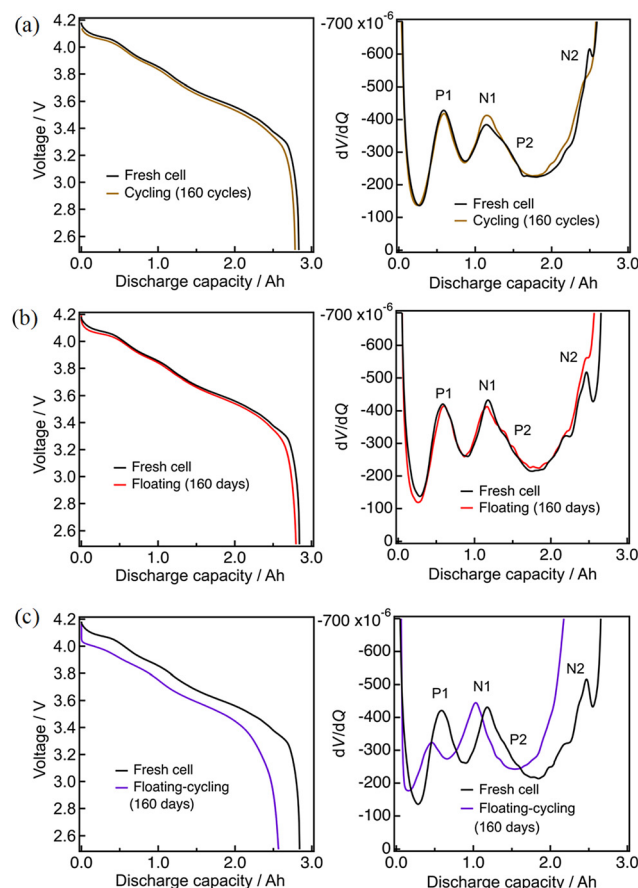 (a)
Voltage / V
4.2
4.0
3.8
3.6
3.4
3.2
3.0
2.8
2.6
Fresh cell
Cycling (160 cycles)
0.0 1.0 2.0 3.0
Discharge capacity / Ah
dV/dQ
-700 x10⁻⁶
-600
-500
-400
-300
-200
-100
0
P1
N1
P2
N2
Fresh cell
Cycling (160 cycles)
0.0 1.0 2.0 3.0
Discharge capacity / Ah
(b)
Voltage / V
4.2
4.0
3.8
3.6
3.4
3.2
3.0
2.8
2.6
Fresh cell
Floating (160 days)
0.0 1.0 2.0 3.0
Discharge capacity / Ah
dV/dQ
-700 x10⁻⁶
-600
-500
-400
-300
-200
-100
0
P1
N1
P2
N2
Fresh cell
Floating (160 days)
0.0 1.0 2.0 3.0
Discharge capacity / Ah
(c)
Voltage / V
4.2
4.0
3.8
3.6
3.4
3.2
3.0
2.8
2.6
Fresh cell
Floating-cycling
(160 days)
0.0 1.0 2.0 3.0
Discharge capacity / Ah
dV/dQ
-700 x10⁻⁶
-600
-500
-400
-300
-200
-100
0
P1
N1
P2
N2
Fresh cell
Floating-cycling
(160 days)
0.0 1.0 2.0 3.0
Discharge capacity / Ah